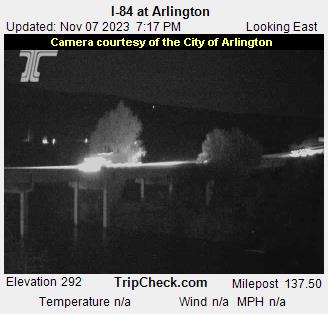 I-84 at Arlington
Updated: Nov 07 2023 7:17 PM Looking East
Camera courtesy of the City of Arlington
Elevation 292 TripCheck.com Milepost 137.50
Temperature n/a Wind n/a MPH n/a